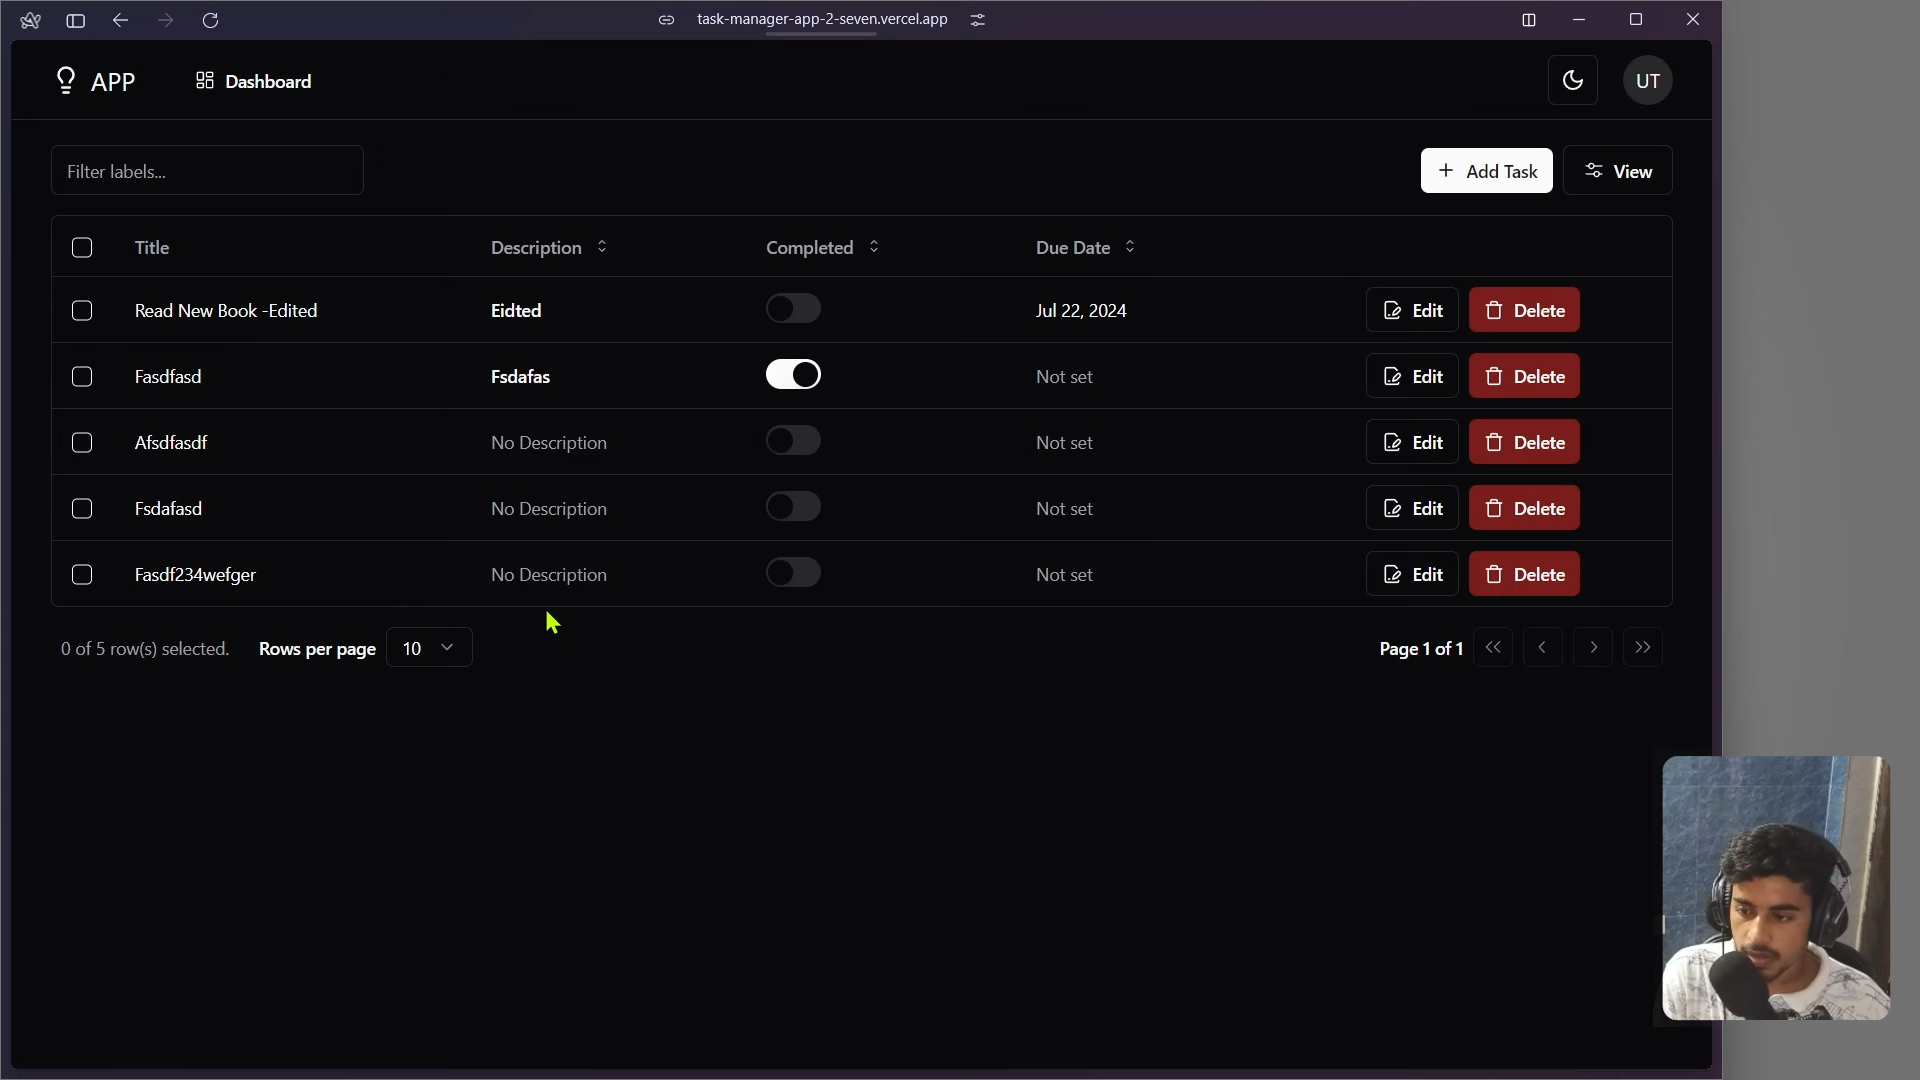 task-manager-app-2-seven.vercel.app
APP
Dashboard
UT
Filter labels...
Add Task
View
Title
Description
Completed
Due Date
Read New Book -Edited
Eidted
Jul 22, 2024
Edit
Delete
Fasdfasd
Fsdafas
Not set
Edit
Delete
Afsdfasdf
No Description
Not set
Edit
Delete
Fsdafasd
No Description
Not set
Edit
Delete
Fasdf234wefger
No Description
Not set
Edit
Delete
0 of 5 row(s) selected.
Rows per page
10
Page 1 of 1